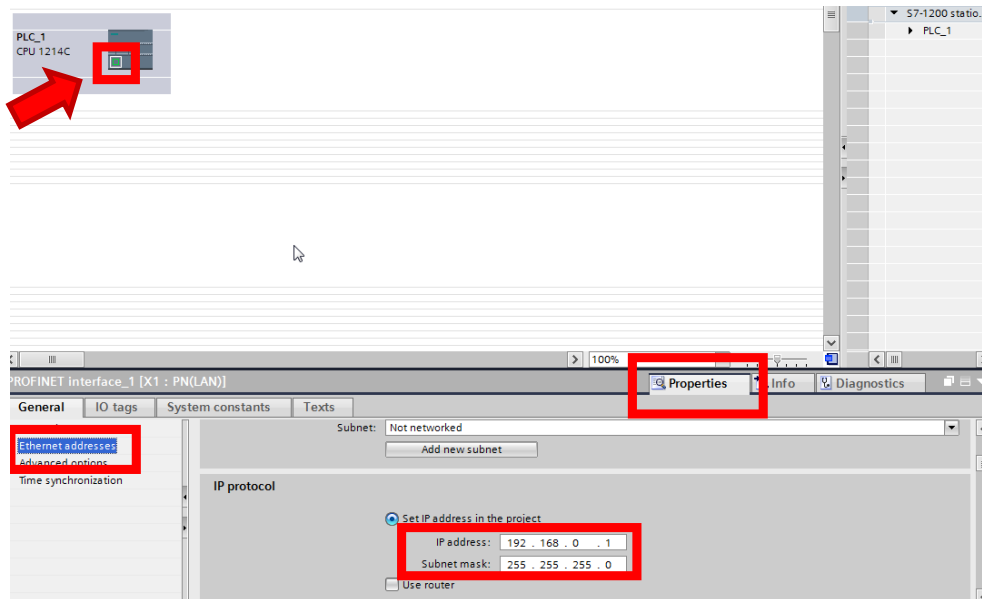 PLC_1
CPU 1214C
S7-1200 statio...
PLC_1
100%
PROFINET interface_1 [X1 : PN(LAN)]
Properties
Info
Diagnostics
General
IO tags
System constants
Texts
Ethernet addresses
Advanced options
Time synchronization
Subnet: Not networked
Add new subnet
IP protocol
Set IP address in the project
IP address: 192 . 168 . 0 . 1
Subnet mask: 255 . 255 . 255 . 0
Use router